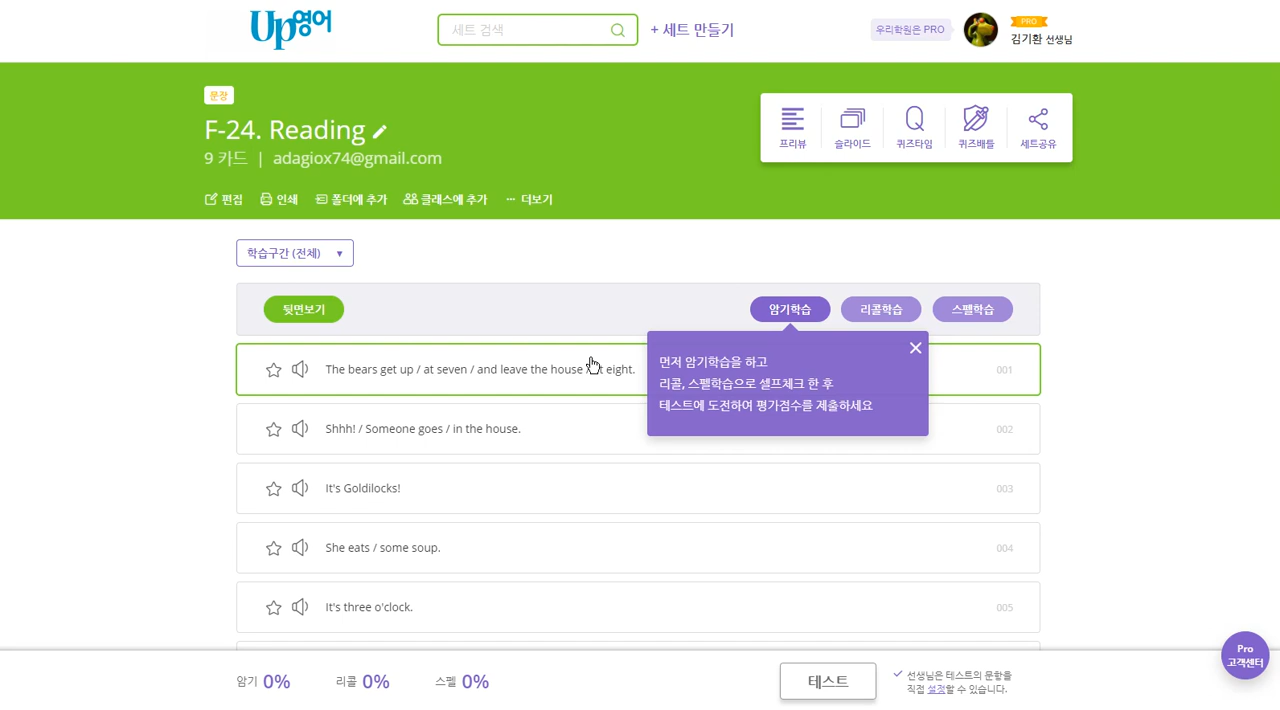 Up영어
세트 검색
+ 세트 만들기
우리학원은 PRO
PRO
김기환 선생님
문장
F-24. Reading
9 카드 | adagiox74@gmail.com
프리뷰
슬라이드
퀴즈타임
퀴즈배틀
세트공유
편집
인쇄
폴더에 추가
클래스에 추가
··· 더보기
학습구간 (전체) ▼
뒷면보기
암기학습
리콜학습
스펠학습
먼저 암기학습을 하고
리콜, 스펠학습으로 셀프체크 한 후
테스트에 도전하여 평가점수를 제출하세요
The bears get up / at seven / and leave the house eight.
001
Shhh! / Someone goes / in the house.
002
It's Goldilocks!
003
She eats / some soup.
004
It's three o'clock.
005
암기 0%
리콜 0%
스펠 0%
테스트
선생님은 테스트의 문항을
직접 설정할 수 있습니다.
Pro
고객센터